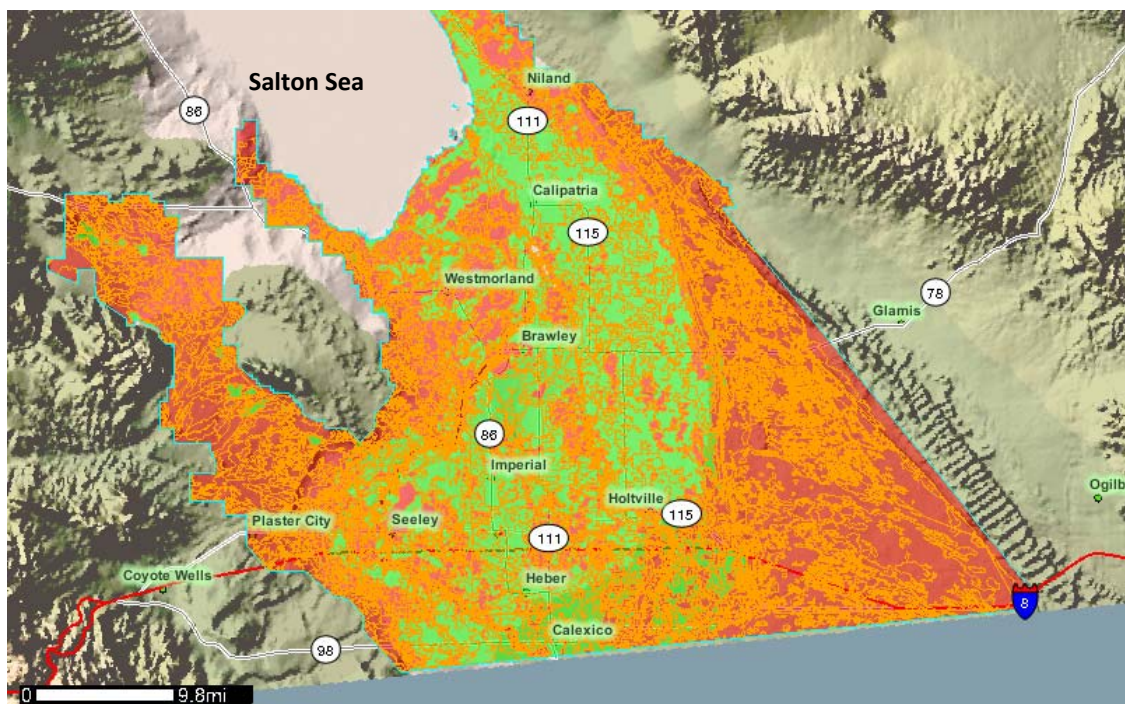 Salton Sea
Niland
86
111
Calipatria
115
Westmorland
78
Glamis
Brawley
86
Imperial
Holtville
115
Ogilb
Plaster City
Seeley
111
Coyote Wells
Heber
8
Calexico
98
0 9.8mi